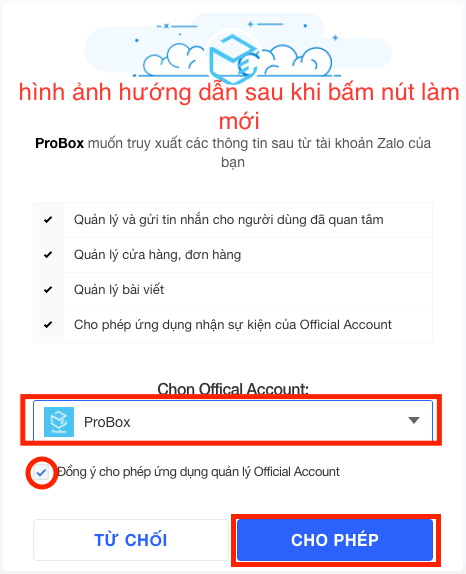 hình ảnh hướng dẫn sau khi bấm nút làm
mới
ProBox muốn truy xuất các thông tin sau từ tài khoản Zalo của
bạn
Quản lý và gửi tin nhắn cho người dùng đã quan tâm
Quản lý cửa hàng, đơn hàng
Quản lý bài viết
Cho phép ứng dụng nhận sự kiện của Official Account
Chọn Offical Account:
ProBox
ProBox
Đồng ý cho phép ứng dụng quản lý Official Account
TỪ CHỐI
CHO PHÉP